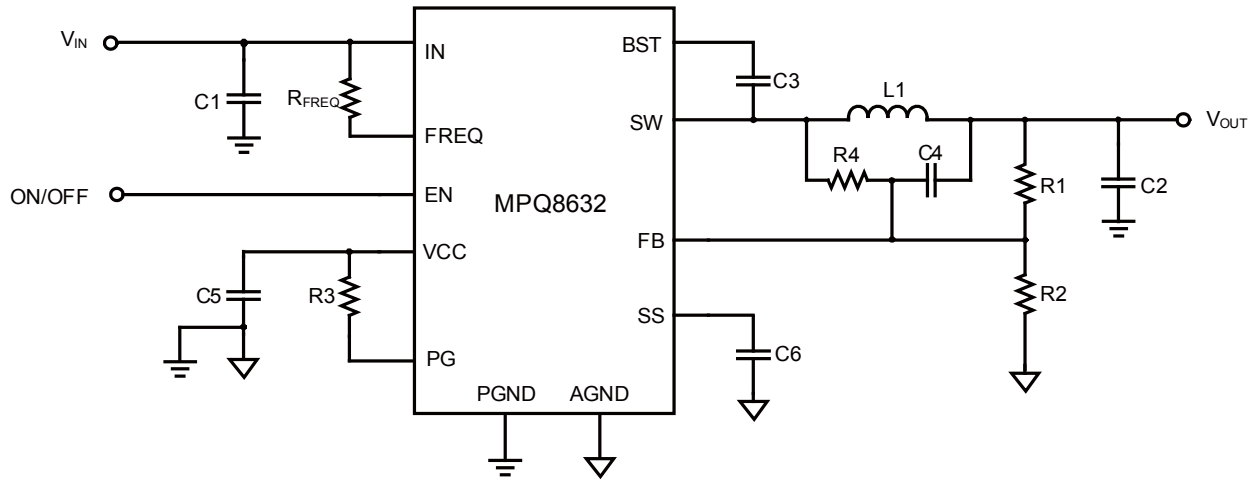 VIN
C1
RFREQ
IN
FREQ
ON/OFF
EN
VCC
C5
R3
PG
MPQ8632
PGND
AGND
BST
C3
SW
L1
VOUT
R4
C4
R1
C2
FB
R2
SS
C6